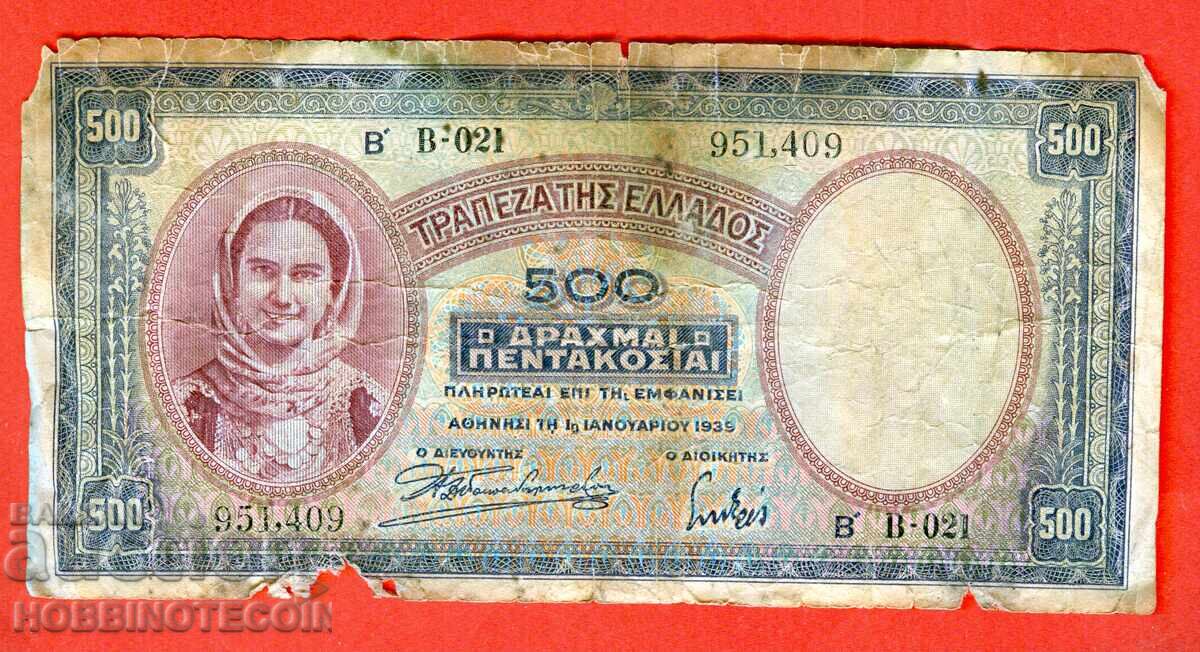 500 500
Β΄ Β-021 951,409
ΤΡΑΠΕΖΑ ΤΗΣ ΕΛΛΑΔΟΣ
500
ΔΡΑΧΜΑΙ
ΠΕΝΤΑΚΟΣΙΑΙ
ΠΛΗΡΩΤΕΑΙ ΕΠΙ ΤΗι ΕΜΦΑΝΙΣΕΙ
ΑΘΗΝΗΣΙ ΤΗ 1η ΙΑΝΟΥΑΡΙΟΥ 1939
Ο ΔΙΕΥΘΥΝΤΗΣ Ο ΔΙΟΙΚΗΤΗΣ
500 951,409 Β΄ Β-021 500
HOBBINOTECOIN